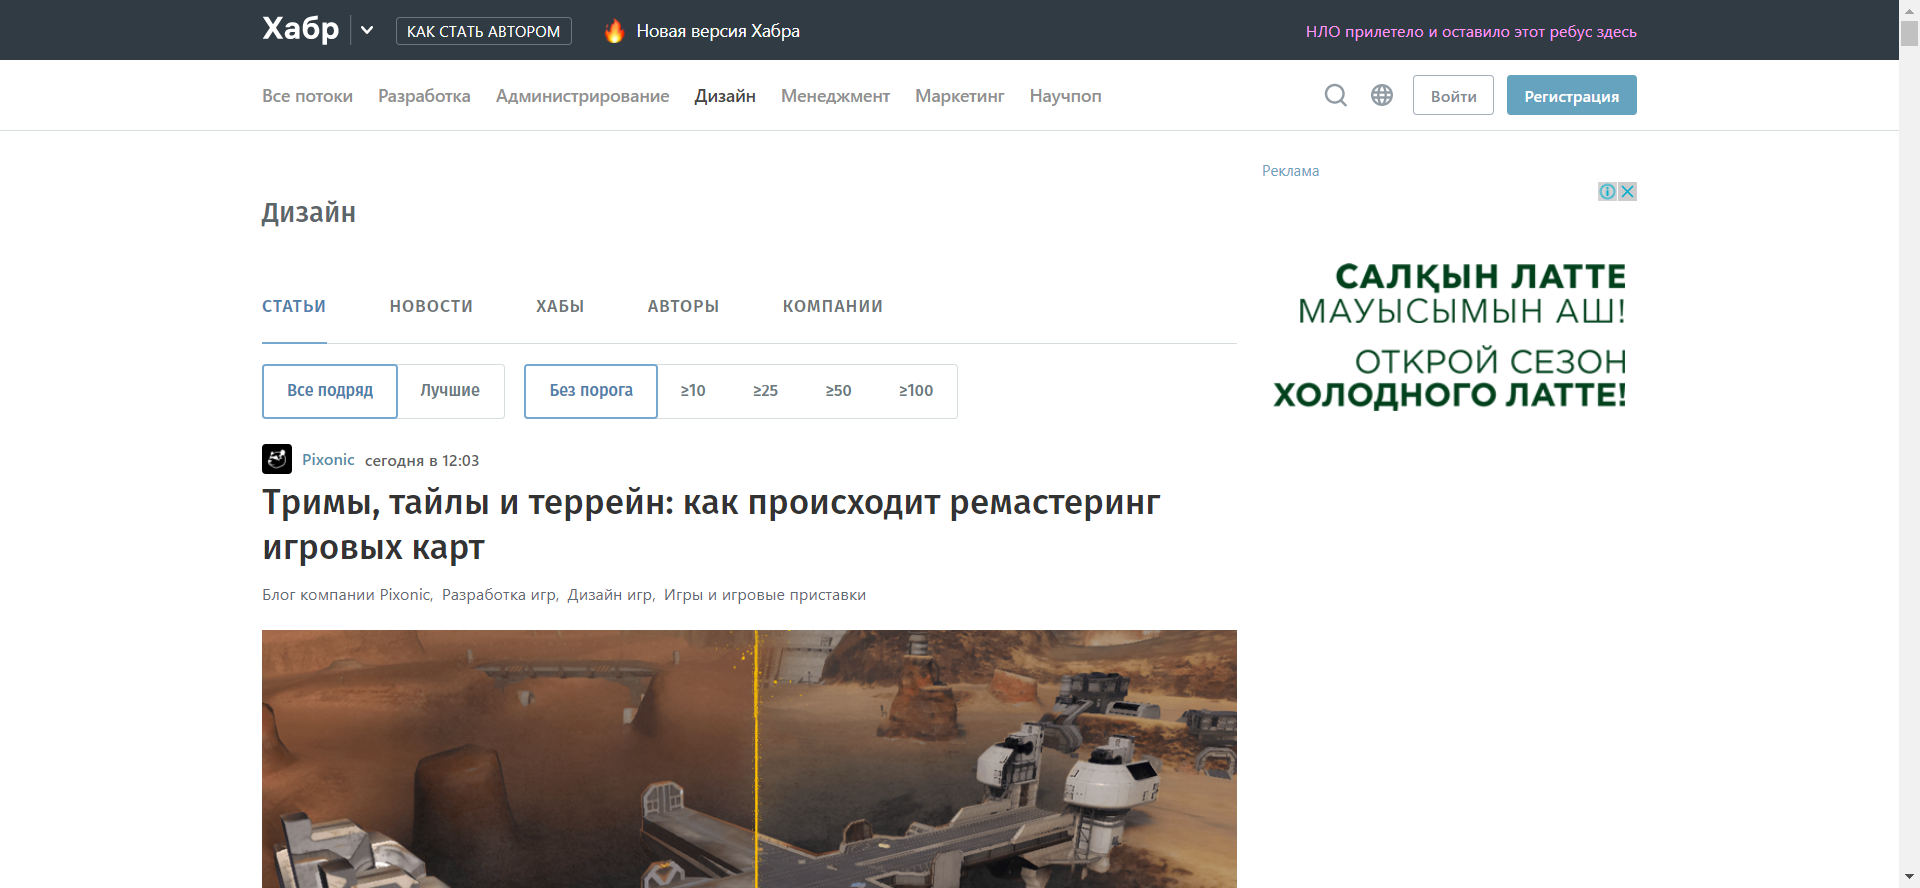 Хабр
КАК СТАТЬ АВТОРОМ
Новая версия Хабра
НЛО прилетело и оставило этот ребус здесь
Все потоки Разработка Администрирование Дизайн Менеджмент Маркетинг Научпоп
Войти
Регистрация
Реклама
Дизайн
САЛҚЫН ЛАТТЕ
МАУЫСЫМЫН АШ!
ОТКРОЙ СЕЗОН
ХОЛОДНОГО ЛАТТЕ!
СТАТЬИ НОВОСТИ ХАБЫ АВТОРЫ КОМПАНИИ
Все подряд Лучшие Без порога ≥10 ≥25 ≥50 ≥100
Pixonic сегодня в 12:03
Тримы, тайлы и террейн: как происходит ремастеринг
игровых карт
Блог компании Pixonic, Разработка игр, Дизайн игр, Игры и игровые приставки